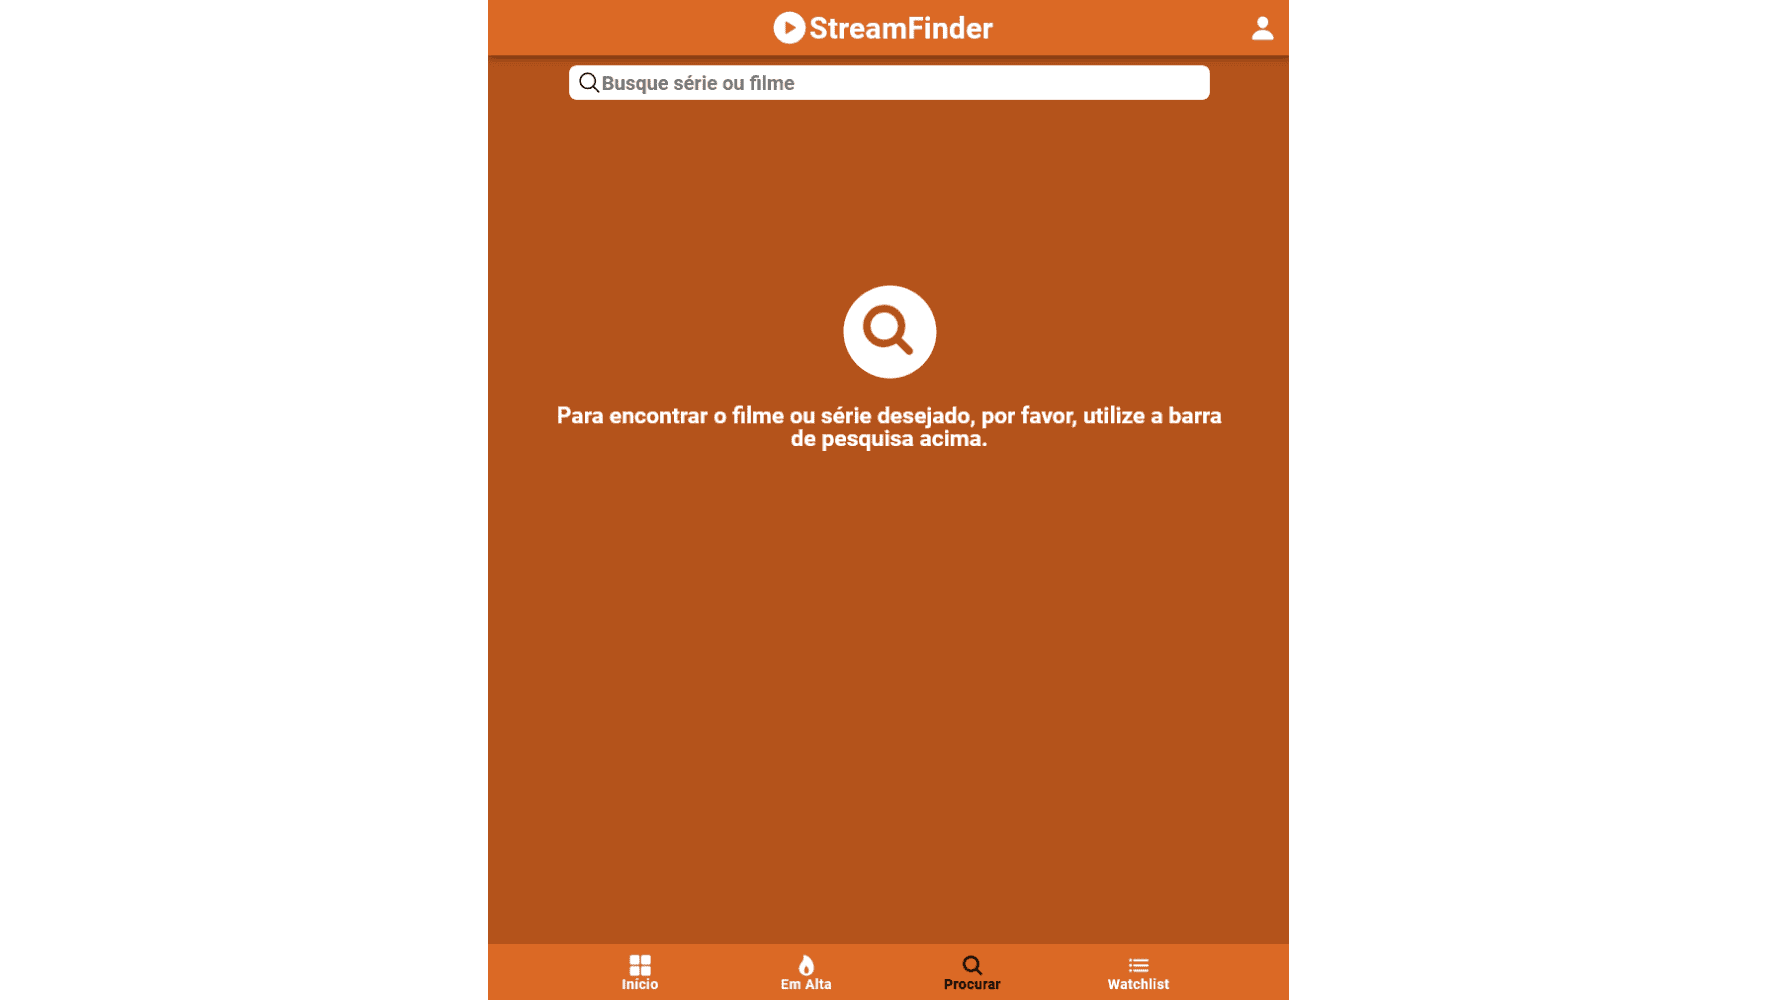 StreamFinder
Busque série ou filme
Para encontrar o filme ou série desejado, por favor, utilize a barra
de pesquisa acima.
Início
Em Alta
Procurar
Watchlist